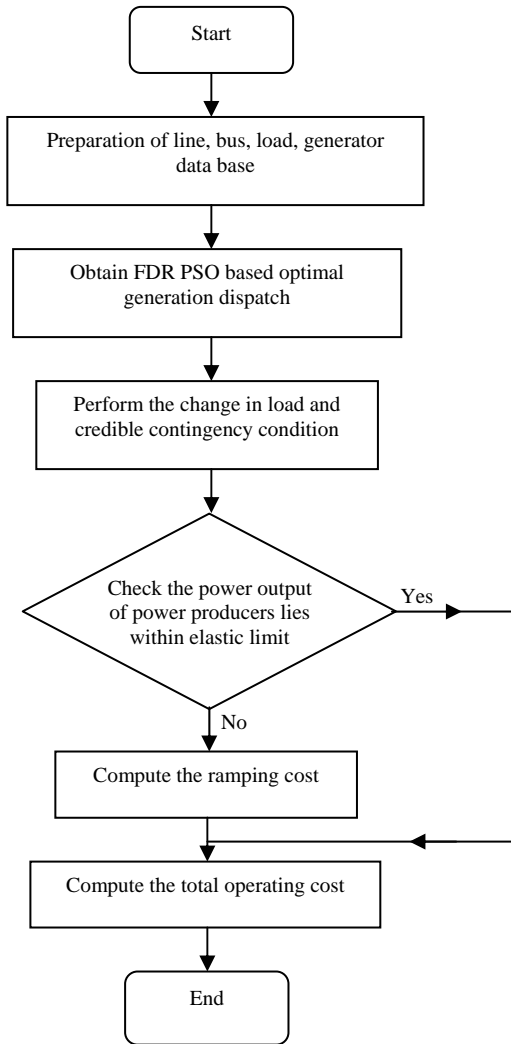 Start
Preparation of line, bus, load, generator
data base
Obtain FDR PSO based optimal
generation dispatch
Perform the change in load and
credible contingency condition
Check the power output
of power producers lies
within elastic limit
Yes
No
Compute the ramping cost
Compute the total operating cost
End